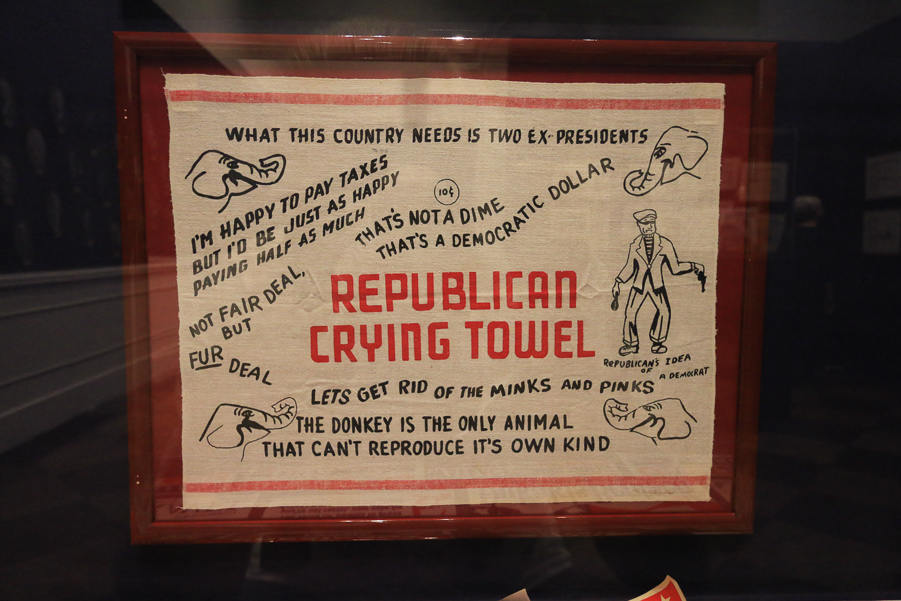 WHAT THIS COUNTRY NEEDS IS TWO EX-PRESIDENTS
I'M HAPPY TO PAY TAXES
BUT I'D BE JUST AS HAPPY
PAYING HALF AS MUCH
10¢
THAT'S NOT A DIME
THAT'S A DEMOCRATIC DOLLAR
NOT FAIR DEAL,
BUT
FUR DEAL
REPUBLICAN
CRYING TOWEL
REPUBLICAN'S IDEA
OF
A DEMOCRAT
LETS GET RID OF THE MINKS AND PINKS
THE DONKEY IS THE ONLY ANIMAL
THAT CAN'T REPRODUCE IT'S OWN KIND